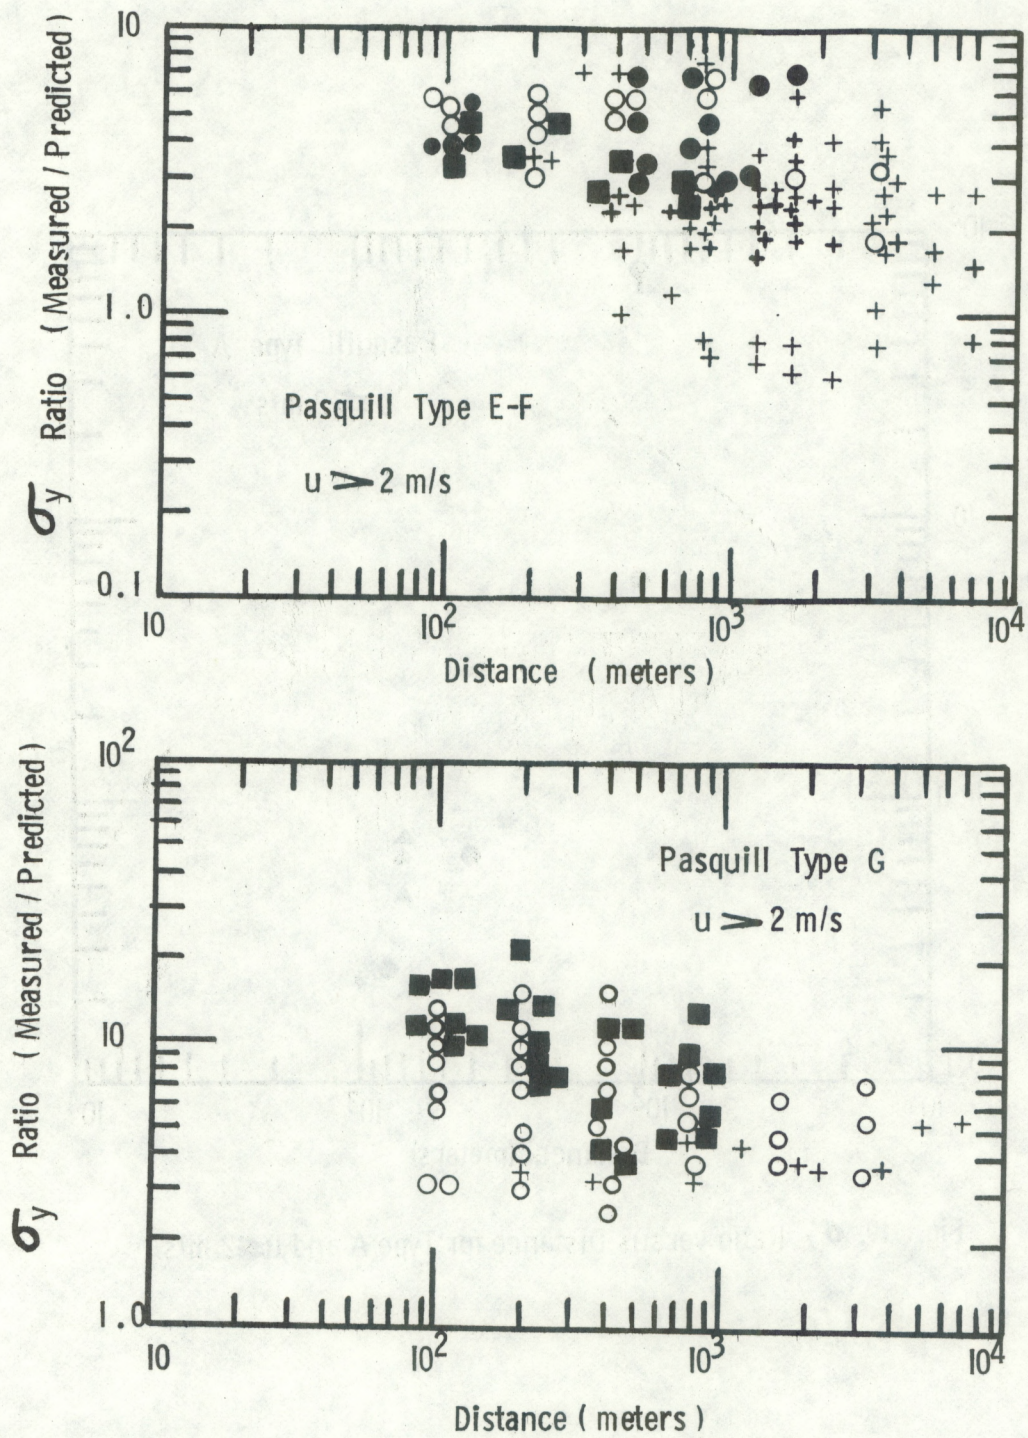 10
1.0
0.1
σy Ratio ( Measured / Predicted )
Pasquill Type E-F
u > 2 m/s
10 10² 10³ 10⁴
Distance ( meters )
10²
10
1.0
σy Ratio ( Measured / Predicted )
Pasquill Type G
u > 2 m/s
10 10² 10³ 10⁴
Distance ( meters )